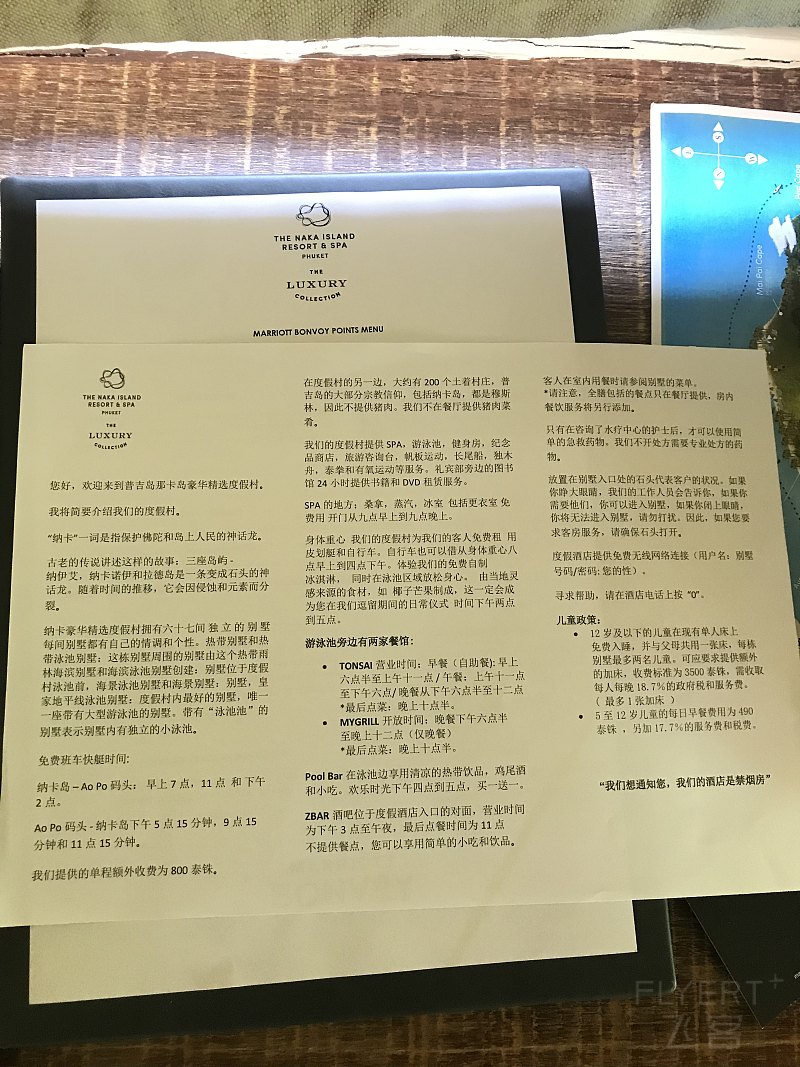 THE NAKA ISLAND
RESORT & SPA
PHUKET
THE
LUXURY
COLLECTION
MARRIOTT BONVOY POINTS MENU
THE NAKA ISLAND
RESORT & SPA
PHUKET
THE
LUXURY
COLLECTION
您好，欢迎来到普吉岛那卡岛豪华精选度假村。
我将简要介绍我们的度假村。
“纳卡”一词是指保护佛陀和岛上人民的神话龙。
古老的传说讲述这样的故事；三座岛屿 -
纳伊亚，纳卡诺伊和拉德岛是一条变成石头的神
话龙。随着时间的推移，它会因侵蚀和元素而分
裂。
纳卡豪华精选度假村拥有六十七间 独 立 的 别 墅
每间别墅都有自己的情调和个性。热带别墅和热
带泳池别墅；这栋别墅周围的别墅由这个热带雨
林海滨别墅和海滨泳池别墅创建；别墅位于度假
村泳池前，海景泳池别墅和海景别墅；别墅，皇
家地平线泳池别墅：度假村内最好的别墅，唯一
一座带有大型游泳池的别墅。带有“泳池池”的
别墅表示别墅内有独立的小泳池。
免费班车快艇时间:
纳卡岛 – Ao Po 码头： 早上 7 点，11 点 和 下午
2 点。
Ao Po 码头 - 纳卡岛下午 5 点 15 分钟，9 点 15
分钟和 11 点 15 分钟。
我们提供的单程额外收费为 800 泰铢。
在度假村的另一边，大约有 200 个土着村庄，普
吉岛的大部分宗教信仰，包括纳卡岛，都是穆斯
林，因此不提供猪肉。我们不在餐厅提供猪肉菜
肴。
我们的度假村提供 SPA，游泳池，健身房，纪念
品商店，旅游咨询台，帆板运动，长尾船，独木
舟，泰拳和有氧运动等服务。礼宾部旁边的图书
馆 24 小时提供书籍和 DVD 租赁服务。
SPA 的地方；桑拿，蒸汽，冰室 包括更衣室 免
费用 开门从九点早上到九点晚上。
身体重心 我们的度假村为我们的客人免费租 用
皮划艇和自行车。自行车也可以借从身体重心八
点早上到四点下午。体验我们的免费自制
冰淇淋， 同时在泳池区域放松身心。 由当地灵
感来源的食材，如 椰子芒果制成，这一定会成
为您在我们逗留期间的日常仪式 时间下午两点
到五点。
游泳池旁边有两家餐馆:
• TONSAI 营业时间；早餐（自助餐): 早上
六点半至上午十一点 / 午餐：上午十一点
至下午六点/ 晚餐从下午六点半至十二点
*最后点菜：晚上十点半。
• MYGRILL 开放时间；晚餐下午六点半
至晚上十二点（仅晚餐）
*最后点菜：晚上十点半。
Pool Bar 在泳池边享用清凉的热带饮品，鸡尾酒
和小吃。欢乐时光下午四点到五点，买一送一。
ZBAR 酒吧位于度假酒店入口的对面，营业时间
为下午 3 点至午夜，最后点餐时间为 11 点
不提供餐点，您可以享用简单的小吃和饮品。
客人在室内用餐时请参阅别墅的菜单。
*请注意，全膳包括的餐点只在餐厅提供，房内
餐饮服务将另行添加。
只有在咨询了水疗中心的护士后，才可以使用简
单的急救药物。我们不开处方需要专业处方的药
物。
放置在别墅入口处的石头代表客户的状况。如果
你睁大眼睛，我们的工作人员会告诉你，如果你
需要他们，你可以进入别墅，如果你闭上眼睛，
你将无法进入别墅，请勿打扰。因此，如果您要
求客房服务，请确保石头打开。
度假酒店提供免费无线网络连接（用户名：别墅
号码/密码: 您的性）.
寻求帮助，请在酒店电话上按 “0”。
儿童政策:
• 12 岁及以下的儿童在现有单人床上
免费入睡，并与父母共用一张床，每栋
别墅最多两名儿童。可应要求提供额外
的加床，收费标准为 3500 泰铢，需收取
每人每晚 18.7％的政府税和服务费。
（ 最多 1 张加床 ）
• 5 至 12 岁儿童的每日早餐费用为 490
泰铢 ，另加 17.7％的服务费和税费。
“我们想通知您，我们的酒店是禁烟房”
S
Mai Pai Cape
FLYERT+
飞客